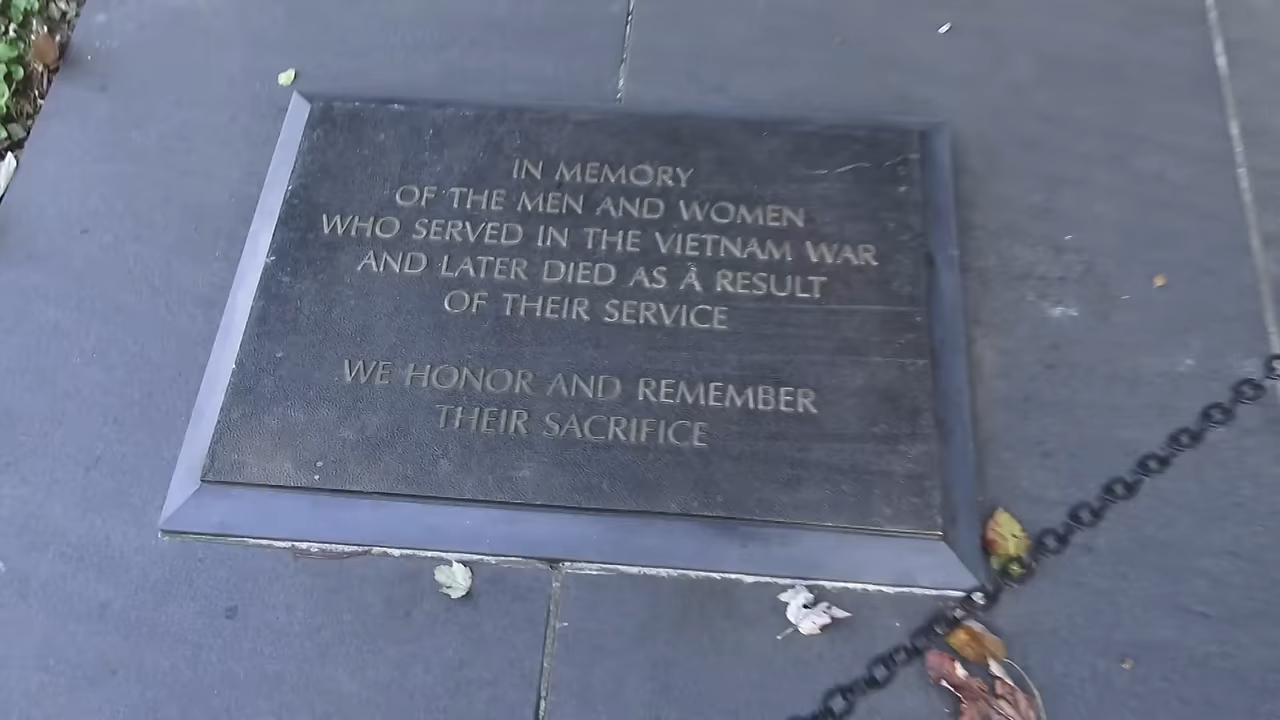 IN MEMORY
OF THE MEN AND WOMEN
WHO SERVED IN THE VIETNAM WAR
AND LATER DIED AS A RESULT
OF THEIR SERVICE
WE HONOR AND REMEMBER
THEIR SACRIFICE